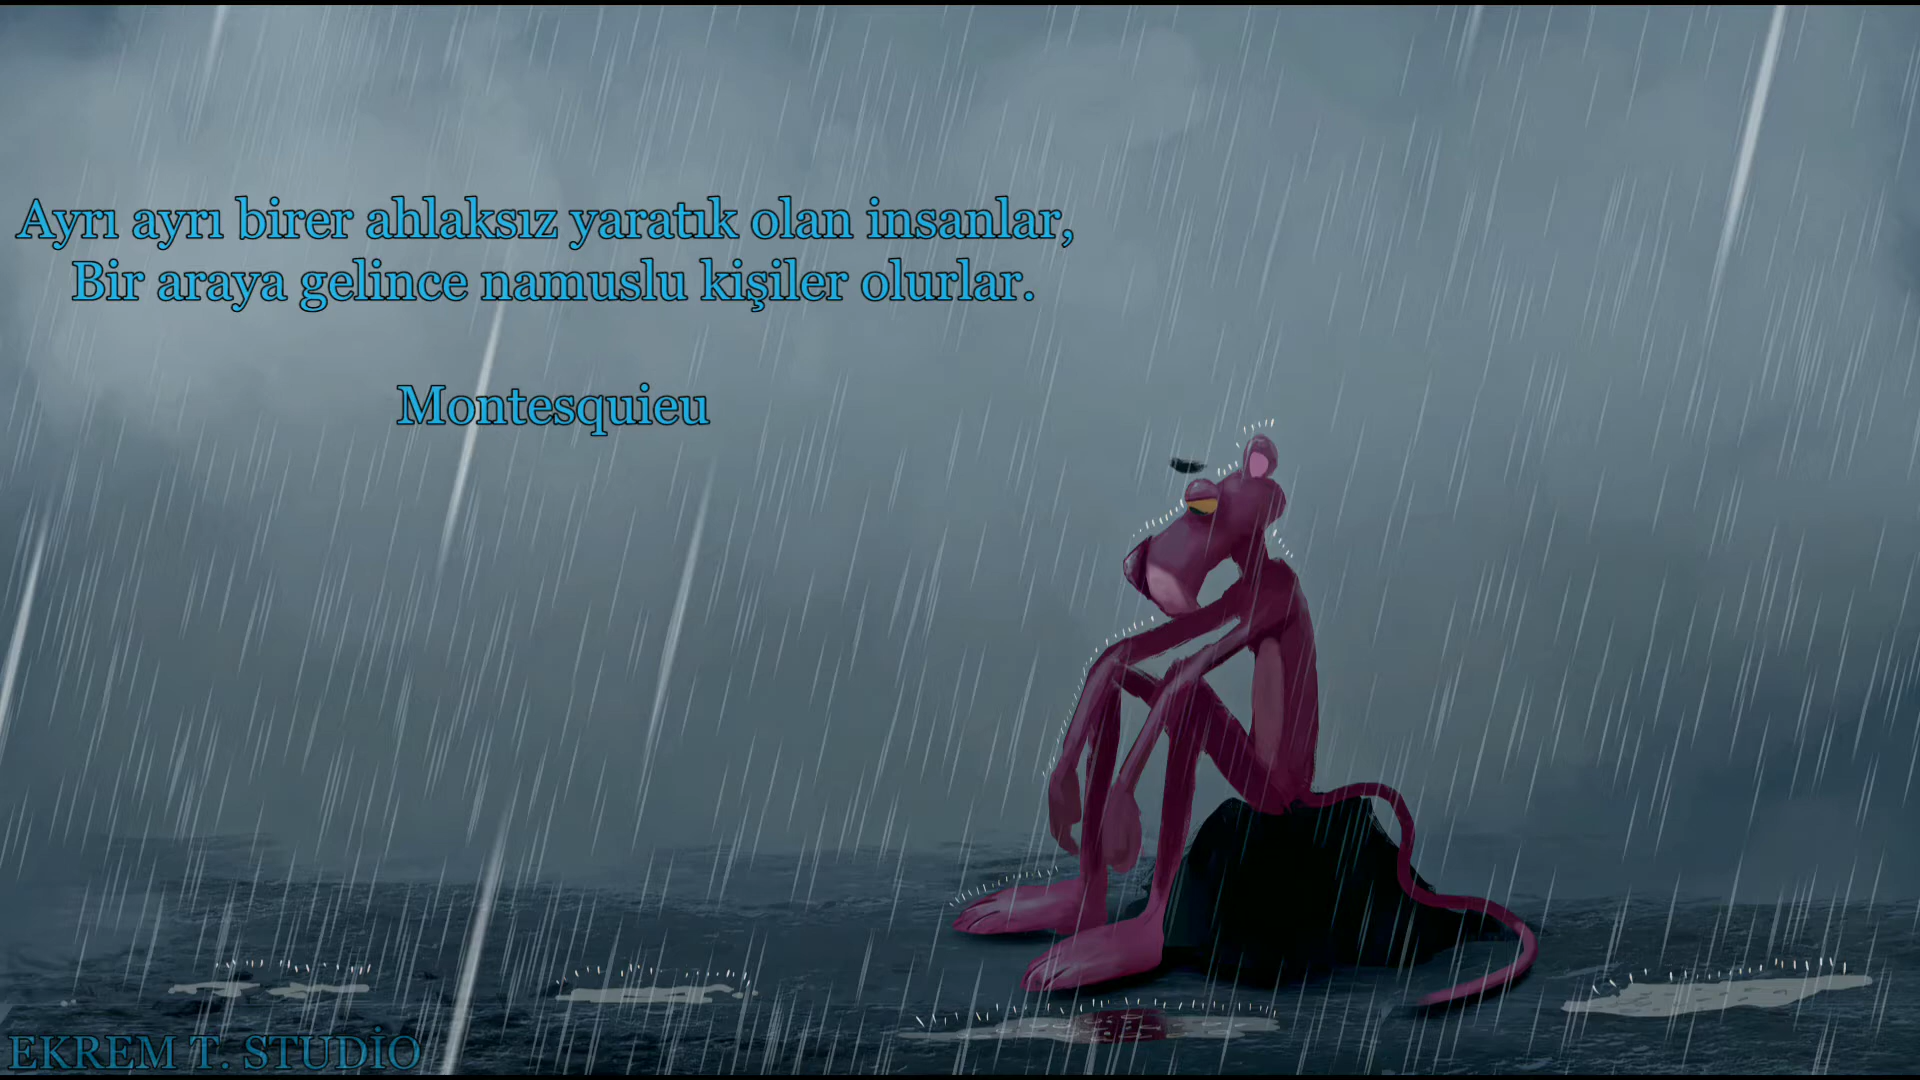 Ayrı ayrı birer ahlaksız yaratık olan insanlar,
Bir araya gelince namuslu kişiler olurlar.
Montesquieu
EKREM T. STUDİO